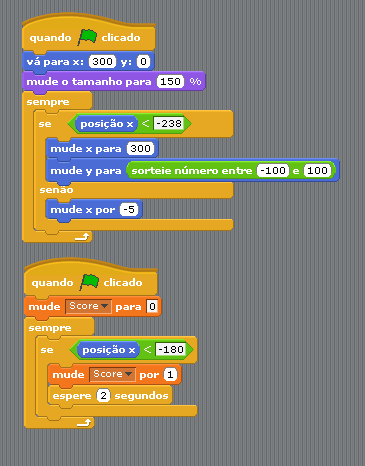 quando clicado
vá para x: 300 y: 0
mude o tamanho para 150 %
sempre
se posição x < -238
mude x para 300
mude y para sorteie número entre -100 e 100
senão
mude x por -5
quando clicado
mude Score para 0
sempre
se posição x < -180
mude Score por 1
espere 2 segundos